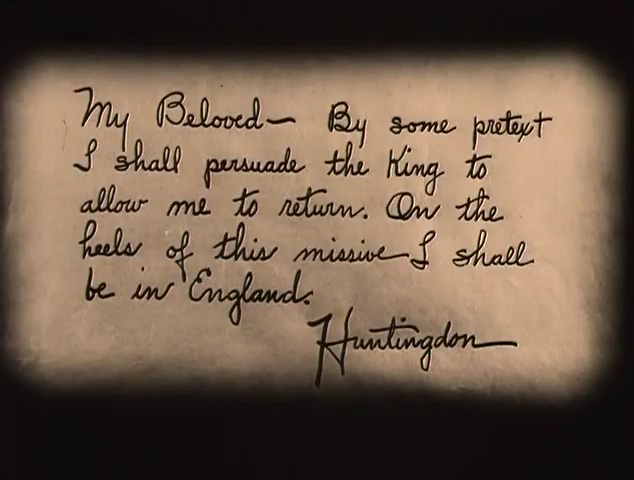 My Beloved— By some pretext
I shall persuade the King to
allow me to return. On the
heels of this missive I shall
be in England.
Huntingdon